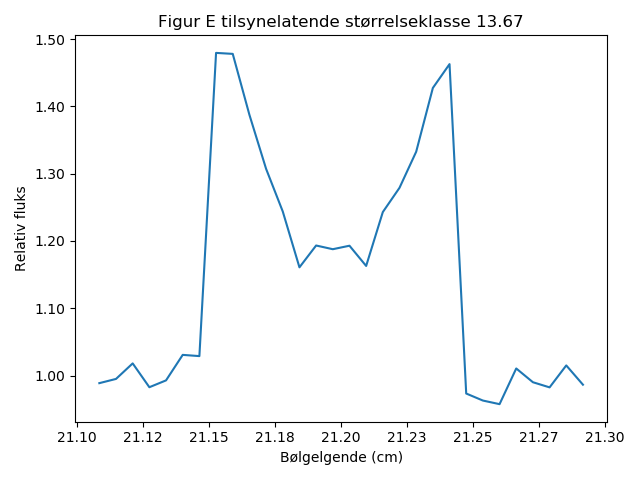 Figur E tilsynelatende størrelseklasse 13.67
1.50
1.40
1.30
1.20
1.10
1.00
Relativ fluks
21.10 21.12 21.15 21.18 21.20 21.23 21.25 21.27 21.30
Bølgelgende (cm)